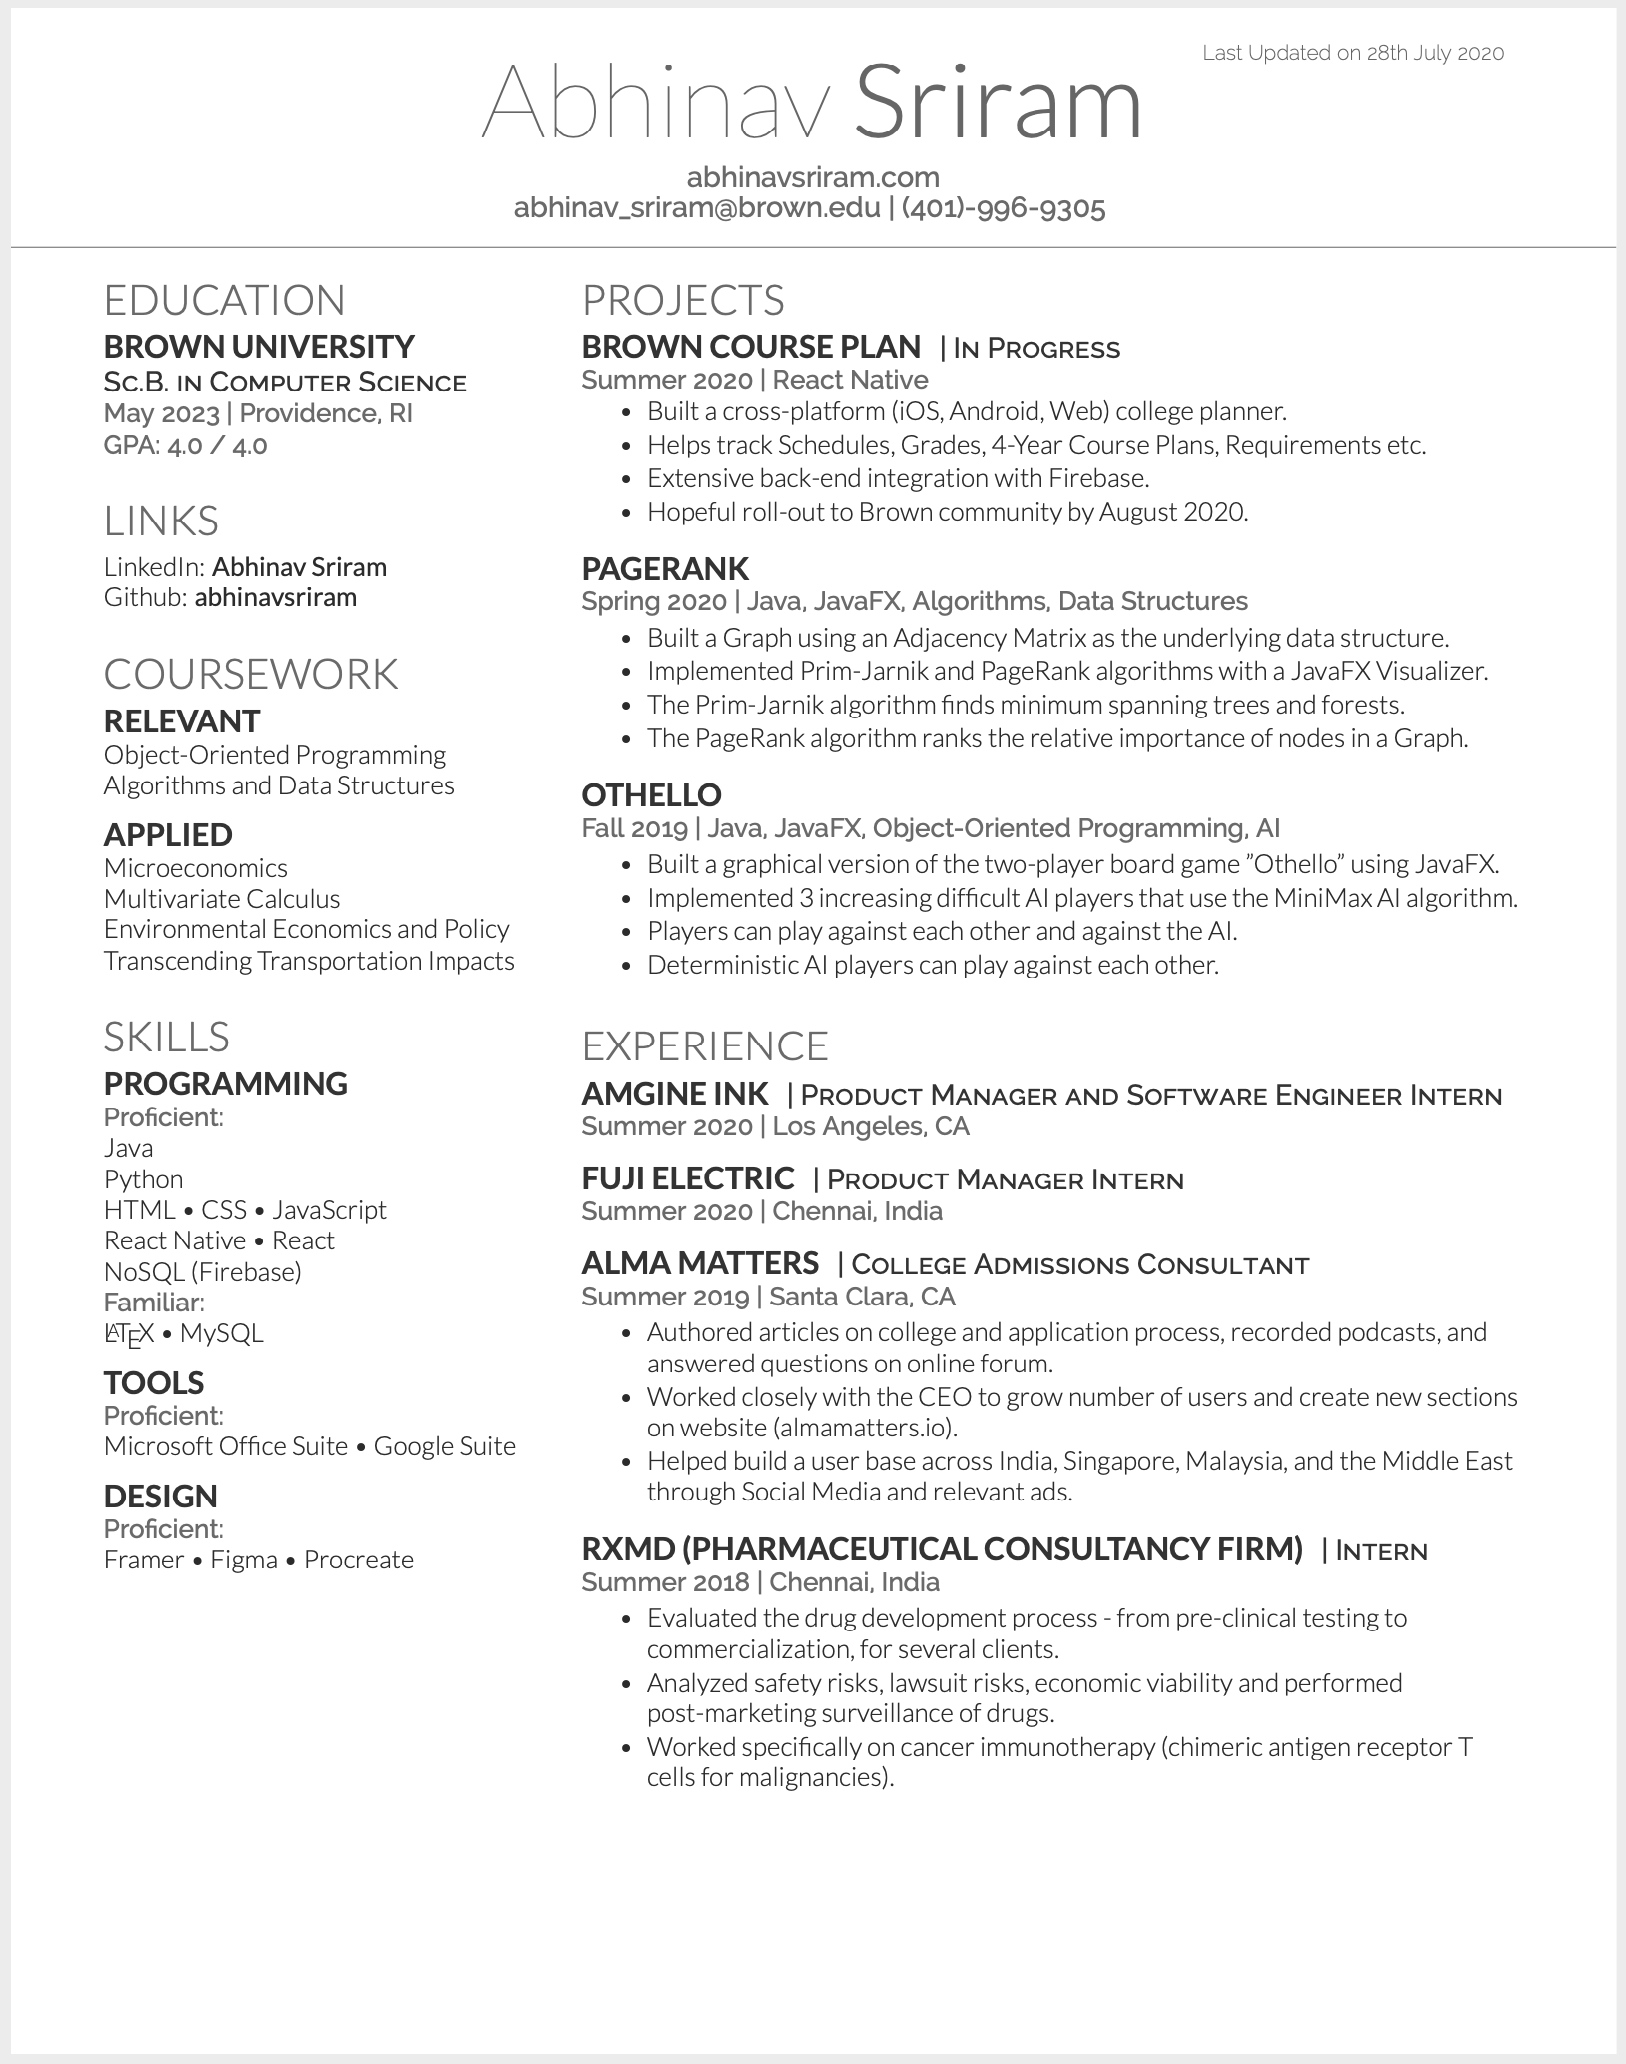 Last Updated on 28th July 2020
Abhinav Sriram
abhinavsriram.com
abhinav_sriram@brown.edu | (401)-996-9305
EDUCATION
BROWN UNIVERSITY
Sc.B. in Computer Science
May 2023 | Providence, RI
GPA: 4.0 / 4.0
LINKS
LinkedIn: Abhinav Sriram
Github: abhinavsriram
COURSEWORK
RELEVANT
Object-Oriented Programming
Algorithms and Data Structures
APPLIED
Microeconomics
Multivariate Calculus
Environmental Economics and Policy
Transcending Transportation Impacts
SKILLS
PROGRAMMING
Proficient:
Java
Python
HTML • CSS • JavaScript
React Native • React
NoSQL (Firebase)
Familiar:
LATEX • MySQL
TOOLS
Proficient:
Microsoft Office Suite • Google Suite
DESIGN
Proficient:
Framer • Figma • Procreate
PROJECTS
BROWN COURSE PLAN | In Progress
Summer 2020 | React Native
• Built a cross-platform (iOS, Android, Web) college planner.
• Helps track Schedules, Grades, 4-Year Course Plans, Requirements etc.
• Extensive back-end integration with Firebase.
• Hopeful roll-out to Brown community by August 2020.
PAGERANK
Spring 2020 | Java, JavaFX, Algorithms, Data Structures
• Built a Graph using an Adjacency Matrix as the underlying data structure.
• Implemented Prim-Jarnik and PageRank algorithms with a JavaFX Visualizer.
• The Prim-Jarnik algorithm finds minimum spanning trees and forests.
• The PageRank algorithm ranks the relative importance of nodes in a Graph.
OTHELLO
Fall 2019 | Java, JavaFX, Object-Oriented Programming, AI
• Built a graphical version of the two-player board game ”Othello” using JavaFX.
• Implemented 3 increasing difficult AI players that use the MiniMax AI algorithm.
• Players can play against each other and against the AI.
• Deterministic AI players can play against each other.
EXPERIENCE
AMGINE INK | Product Manager and Software Engineer Intern
Summer 2020 | Los Angeles, CA
FUJI ELECTRIC | Product Manager Intern
Summer 2020 | Chennai, India
ALMA MATTERS | College Admissions Consultant
Summer 2019 | Santa Clara, CA
• Authored articles on college and application process, recorded podcasts, and
answered questions on online forum.
• Worked closely with the CEO to grow number of users and create new sections
on website (almamatters.io).
• Helped build a user base across India, Singapore, Malaysia, and the Middle East
through Social Media and relevant ads.
RXMD (PHARMACEUTICAL CONSULTANCY FIRM) | Intern
Summer 2018 | Chennai, India
• Evaluated the drug development process - from pre-clinical testing to
commercialization, for several clients.
• Analyzed safety risks, lawsuit risks, economic viability and performed
post-marketing surveillance of drugs.
• Worked specifically on cancer immunotherapy (chimeric antigen receptor T
cells for malignancies).